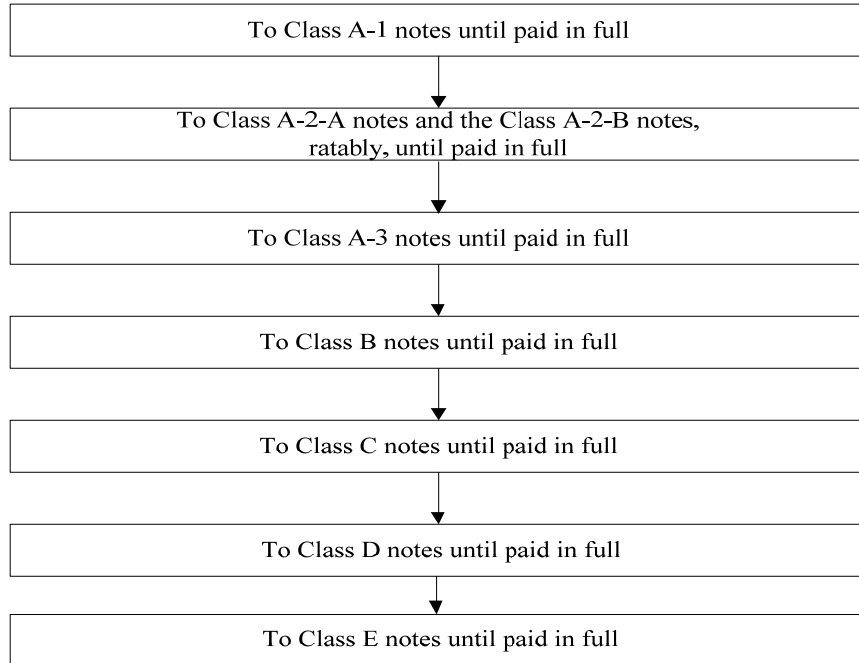 To Class A-1 notes until paid in full
To Class A-2-A notes and the Class A-2-B notes,
ratably, until paid in full
To Class A-3 notes until paid in full
To Class B notes until paid in full
To Class C notes until paid in full
To Class D notes until paid in full
To Class E notes until paid in full